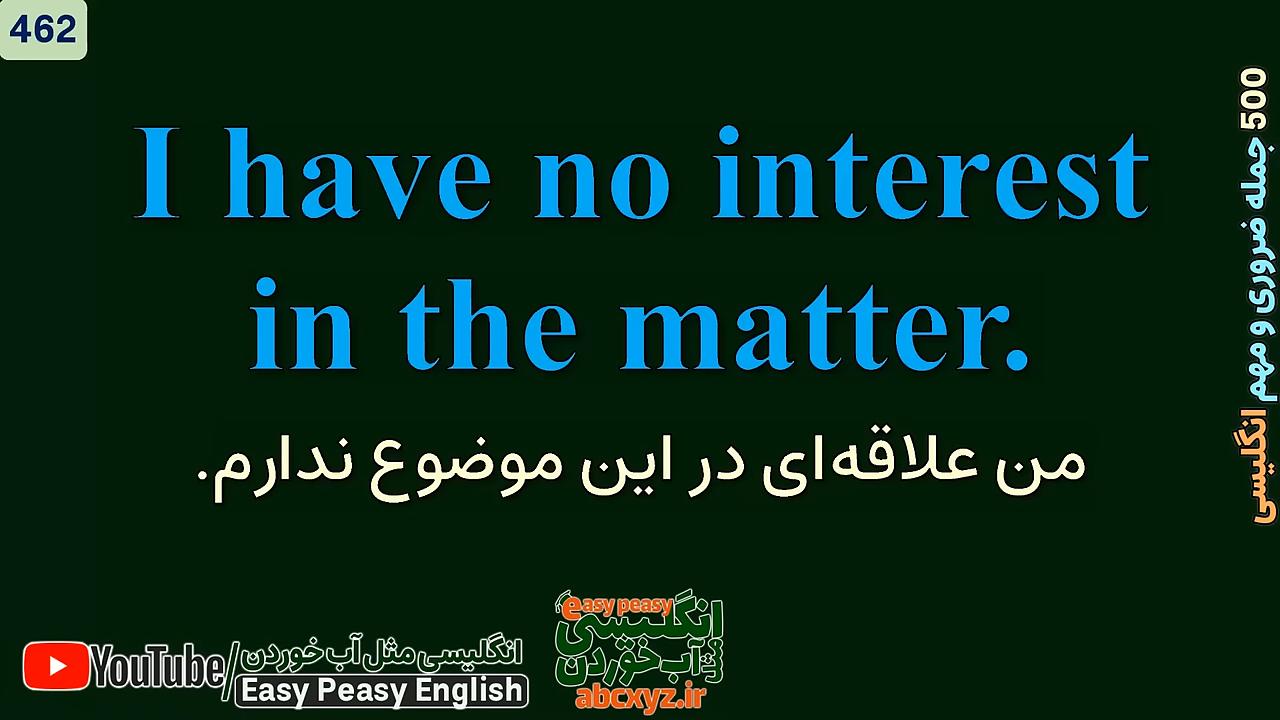 462
I have no interest
in the matter.
من علاقه‌ای در این موضوع ندارم.
500 جمله ضروری و مهم انگلیسی
YouTube/انگلیسی مثل آب خوردن
Easy Peasy English
easy peasy
انگلیسی
مثل آب خوردن
abcxyz.ir